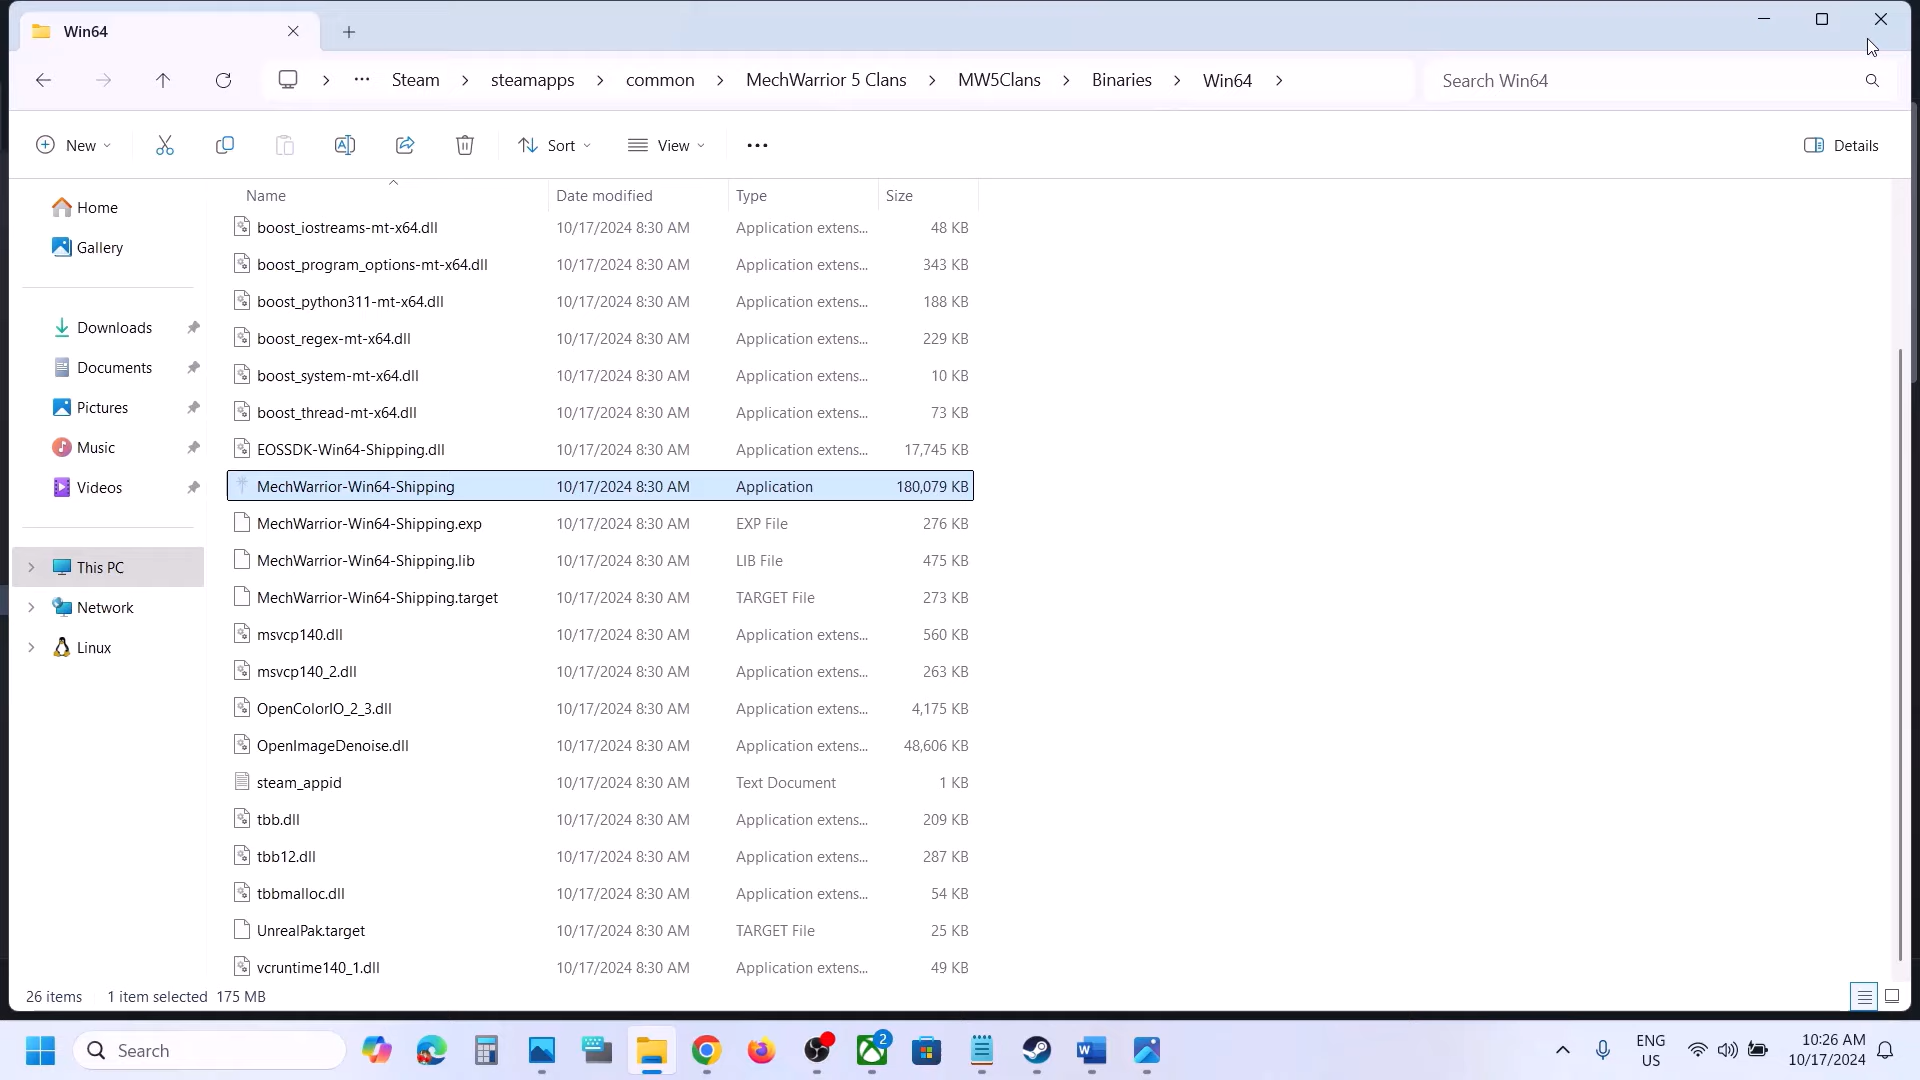 Win64
Steam > steamapps > common > MechWarrior 5 Clans > MW5Clans > Binaries > Win64 >
Search Win64
New
Sort
View
Details
Name Date modified Type Size
Home
Gallery
Downloads
Documents
Pictures
Music
Videos
This PC
Network
Linux
boost_iostreams-mt-x64.dll 10/17/2024 8:30 AM Application extens... 48 KB
boost_program_options-mt-x64.dll 10/17/2024 8:30 AM Application extens... 343 KB
boost_python311-mt-x64.dll 10/17/2024 8:30 AM Application extens... 188 KB
boost_regex-mt-x64.dll 10/17/2024 8:30 AM Application extens... 229 KB
boost_system-mt-x64.dll 10/17/2024 8:30 AM Application extens... 10 KB
boost_thread-mt-x64.dll 10/17/2024 8:30 AM Application extens... 73 KB
EOSSDK-Win64-Shipping.dll 10/17/2024 8:30 AM Application extens... 17,745 KB
MechWarrior-Win64-Shipping 10/17/2024 8:30 AM Application 180,079 KB
MechWarrior-Win64-Shipping.exp 10/17/2024 8:30 AM EXP File 276 KB
MechWarrior-Win64-Shipping.lib 10/17/2024 8:30 AM LIB File 475 KB
MechWarrior-Win64-Shipping.target 10/17/2024 8:30 AM TARGET File 273 KB
msvcp140.dll 10/17/2024 8:30 AM Application extens... 560 KB
msvcp140_2.dll 10/17/2024 8:30 AM Application extens... 263 KB
OpenColorIO_2_3.dll 10/17/2024 8:30 AM Application extens... 4,175 KB
OpenImageDenoise.dll 10/17/2024 8:30 AM Application extens... 48,606 KB
steam_appid 10/17/2024 8:30 AM Text Document 1 KB
tbb.dll 10/17/2024 8:30 AM Application extens... 209 KB
tbb12.dll 10/17/2024 8:30 AM Application extens... 287 KB
tbbmalloc.dll 10/17/2024 8:30 AM Application extens... 54 KB
UnrealPak.target 10/17/2024 8:30 AM TARGET File 25 KB
vcruntime140_1.dll 10/17/2024 8:30 AM Application extens... 49 KB
26 items 1 item selected 175 MB
Search
2
ENG
US
10:26 AM
10/17/2024